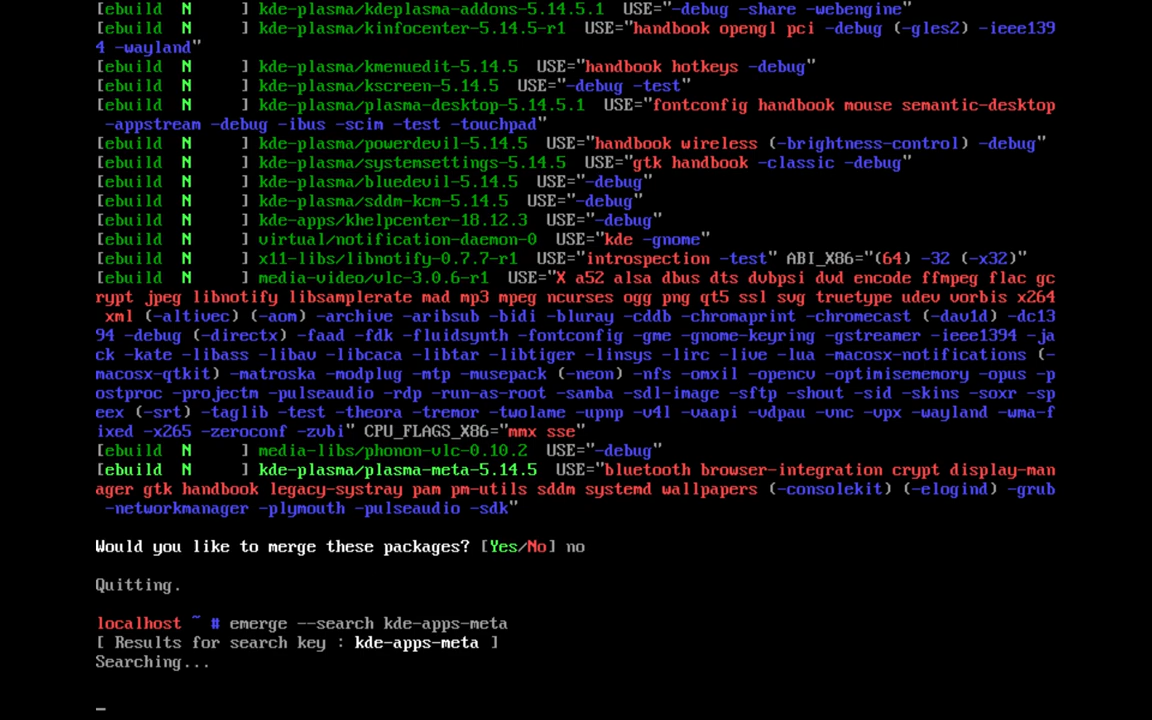 [ebuild  N     ] kde-plasma/kdeplasma-addons-5.14.5.1  USE="-debug -share -webengine"
[ebuild  N     ] kde-plasma/kinfocenter-5.14.5-r1  USE="handbook opengl pci -debug (-gles2) -ieee139
4 -wayland"
[ebuild  N     ] kde-plasma/kmenuedit-5.14.5  USE="handbook hotkeys -debug"
[ebuild  N     ] kde-plasma/kscreen-5.14.5  USE="-debug -test"
[ebuild  N     ] kde-plasma/plasma-desktop-5.14.5.1  USE="fontconfig handbook mouse semantic-desktop
 -appstream -debug -ibus -scim -test -touchpad"
[ebuild  N     ] kde-plasma/powerdevil-5.14.5  USE="handbook wireless (-brightness-control) -debug"
[ebuild  N     ] kde-plasma/systemsettings-5.14.5  USE="gtk handbook -classic -debug"
[ebuild  N     ] kde-plasma/bluedevil-5.14.5  USE="-debug"
[ebuild  N     ] kde-plasma/sddm-kcm-5.14.5  USE="-debug"
[ebuild  N     ] kde-apps/khelpcenter-18.12.3  USE="-debug"
[ebuild  N     ] virtual/notification-daemon-0  USE="kde -gnome"
[ebuild  N     ] x11-libs/libnotify-0.7.7-r1  USE="introspection -test" ABI_X86="(64) -32 (-x32)"
[ebuild  N     ] media-video/vlc-3.0.6-r1  USE="X a52 alsa dbus dts dvbpsi dvd encode ffmpeg flac gc
rypt jpeg libnotify libsamplerate mad mp3 mpeg ncurses ogg png qt5 ssl svg truetype udev vorbis x264
 xml (-altivec) (-aom) -archive -aribsub -bidi -bluray -cddb -chromaprint -chromecast (-dav1d) -dc13
94 -debug (-directx) -faad -fdk -fluidsynth -fontconfig -gme -gnome-keyring -gstreamer -ieee1394 -ja
ck -kate -libass -libav -libcaca -libtar -libtiger -linsys -lirc -live -lua -macosx-notifications (-
macosx-qtkit) -matroska -modplug -mtp -musepack (-neon) -nfs -omxil -opencv -optimisememory -opus -p
ostproc -projectm -pulseaudio -rdp -run-as-root -samba -sdl-image -sftp -shout -sid -skins -soxr -sp
eex (-srt) -taglib -test -theora -tremor -twolame -upnp -v4l -vaapi -vdpau -vnc -vpx -wayland -wma-f
ixed -x265 -zeroconf -zvbi" CPU_FLAGS_X86="mmx sse"
[ebuild  N     ] media-libs/phonon-vlc-0.10.2  USE="-debug"
[ebuild  N     ] kde-plasma/plasma-meta-5.14.5  USE="bluetooth browser-integration crypt display-man
ager gtk handbook legacy-systray pam pm-utils sddm systemd wallpapers (-consolekit) (-elogind) -grub
 -networkmanager -plymouth -pulseaudio -sdk"
Would you like to merge these packages? [Yes/No] no
Quitting.
localhost ~ # emerge --search kde-apps-meta
[ Results for search key : kde-apps-meta ]
Searching...
_